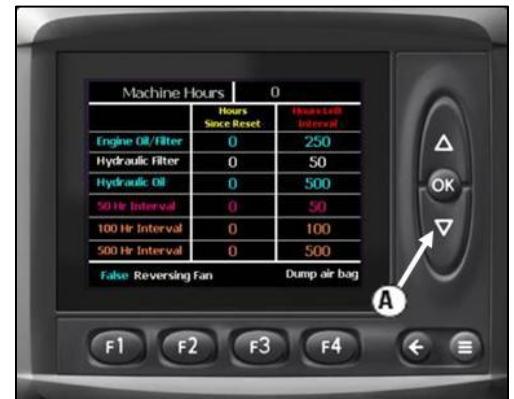 Machine Hours 0
Hours Since Reset Hours Left Interval
Engine Oil/Filter 0 250
Hydraulic Filter 0 50
Hydraulic Oil 0 500
50 Hr Interval 0 50
100 Hr Interval 0 100
500 Hr Interval 0 500
False Reversing Fan Dump air bag
OK
A
F1 F2 F3 F4